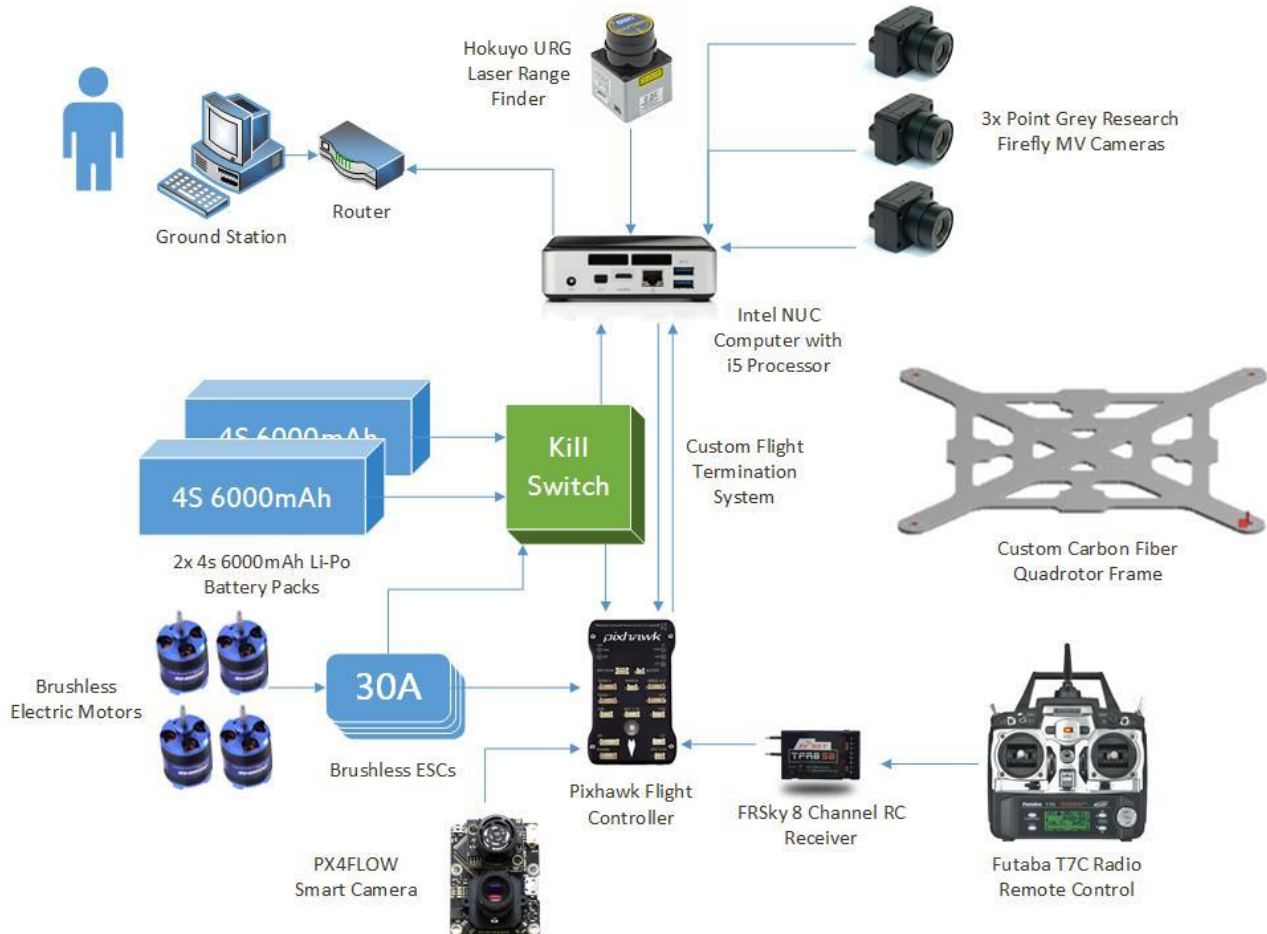 Hokuyo URG
Laser Range
Finder
3x Point Grey Research
Firefly MV Cameras
Router
Ground Station
Intel NUC
Computer with
i5 Processor
4S 6000mAh
4S 6000mAh
Kill
Switch
Custom Flight
Termination
System
2x 4s 6000mAh Li-Po
Battery Packs
Custom Carbon Fiber
Quadrotor Frame
pixhawk
Brushless
Electric Motors
30A
Brushless ESCs
Pixhawk Flight
Controller
FRSky 8 Channel RC
Receiver
PX4FLOW
Smart Camera
Futaba T7C Radio
Remote Control